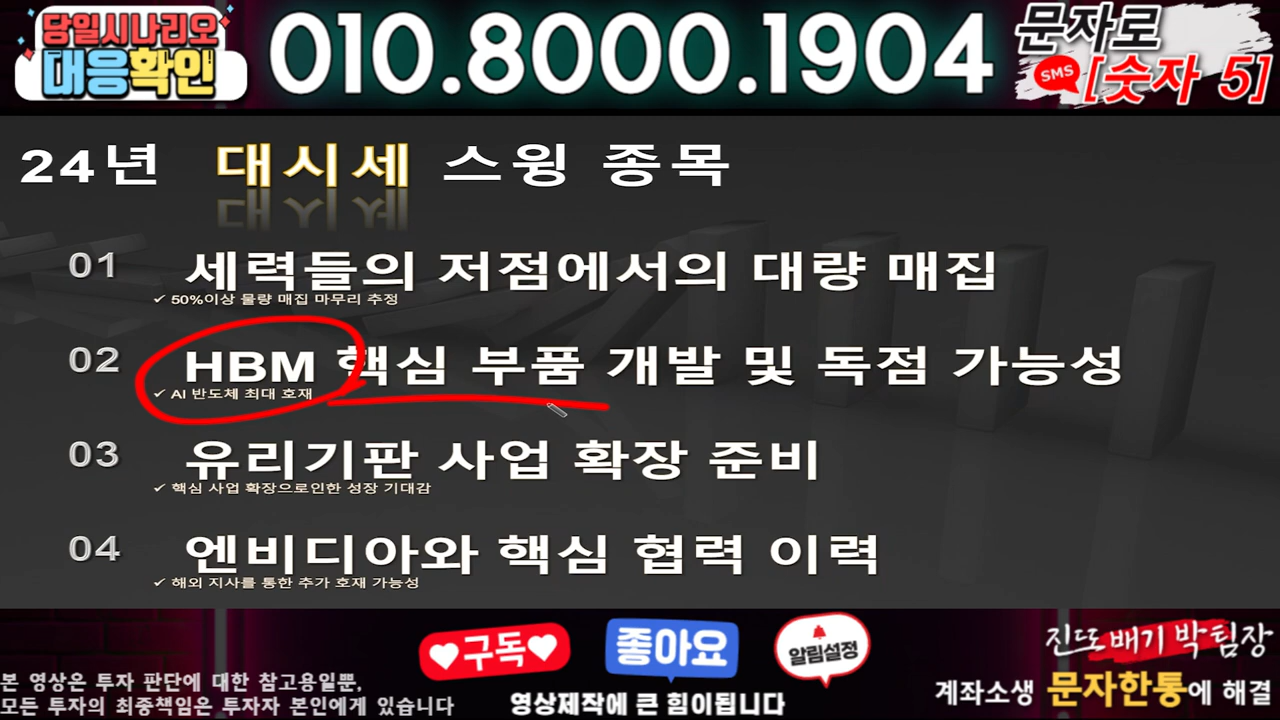 당일시나리오
대응확인
010.8000.1904
문자로
SMS
[숫자 5]
24년 대시세 스윙 종목
01 세력들의 저점에서의 대량 매집
✓ 50%이상 물량 매집 마무리 추정
02 HBM 핵심 부품 개발 및 독점 가능성
✓ AI 반도체 최대 호재
03 유리기판 사업 확장 준비
✓ 핵심 사업 확장으로인한 성장 기대감
04 엔비디아와 핵심 협력 이력
✓ 해외 지사를 통한 추가 호재 가능성
구독
좋아요
알림설정
영상제작에 큰 힘이됩니다
본 영상은 투자 판단에 대한 참고용일뿐,
모든 투자의 최종책임은 투자자 본인에게 있습니다
진또배기 박팀장
계좌소생 문자한통에 해결